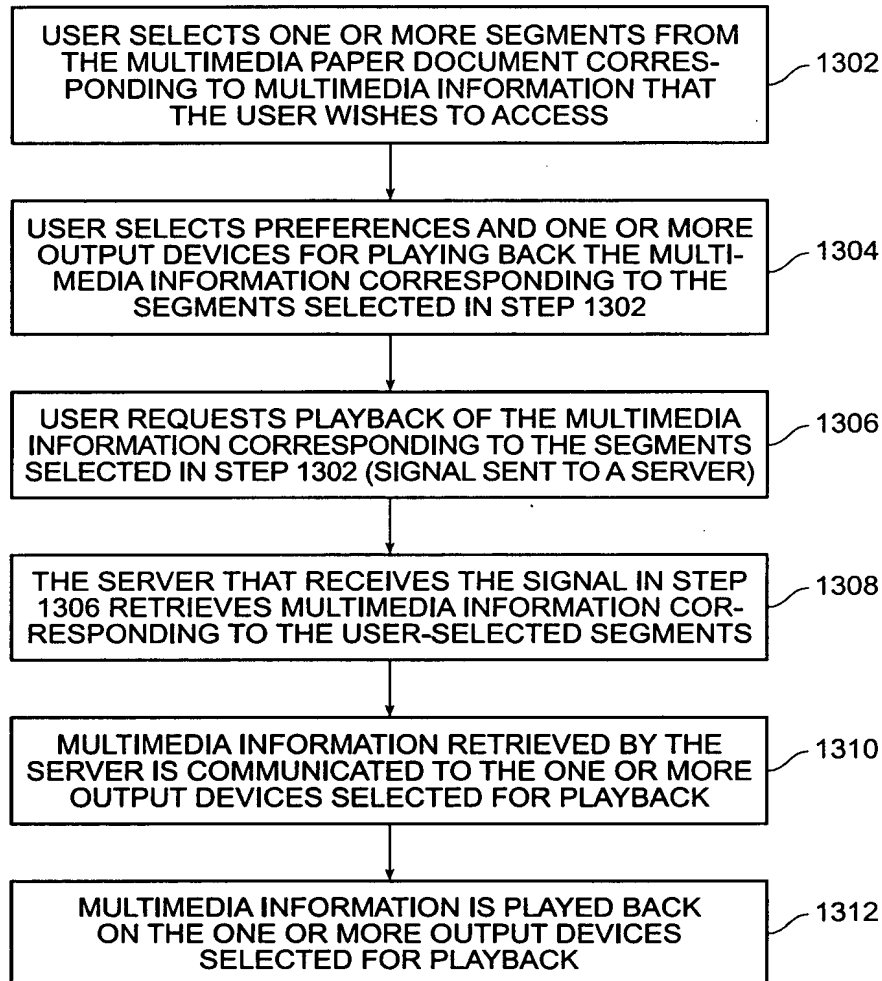 USER SELECTS ONE OR MORE SEGMENTS FROM
THE MULTIMEDIA PAPER DOCUMENT CORRES-
PONDING TO MULTIMEDIA INFORMATION THAT
THE USER WISHES TO ACCESS
1302
USER SELECTS PREFERENCES AND ONE OR MORE
OUTPUT DEVICES FOR PLAYING BACK THE MULTI-
MEDIA INFORMATION CORRESPONDING TO THE
SEGMENTS SELECTED IN STEP 1302
1304
USER REQUESTS PLAYBACK OF THE MULTIMEDIA
INFORMATION CORRESPONDING TO THE SEGMENTS
SELECTED IN STEP 1302 (SIGNAL SENT TO A SERVER)
1306
THE SERVER THAT RECEIVES THE SIGNAL IN STEP
1306 RETRIEVES MULTIMEDIA INFORMATION COR-
RESPONDING TO THE USER-SELECTED SEGMENTS
1308
MULTIMEDIA INFORMATION RETRIEVED BY THE
SERVER IS COMMUNICATED TO THE ONE OR MORE
OUTPUT DEVICES SELECTED FOR PLAYBACK
1310
MULTIMEDIA INFORMATION IS PLAYED BACK
ON THE ONE OR MORE OUTPUT DEVICES
SELECTED FOR PLAYBACK
1312